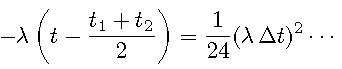 $-\lambda \left( t - \frac{t_1 + t_2}{2} \right) = \frac{1}{24} (\lambda \, \Delta t)^2 \cdots$